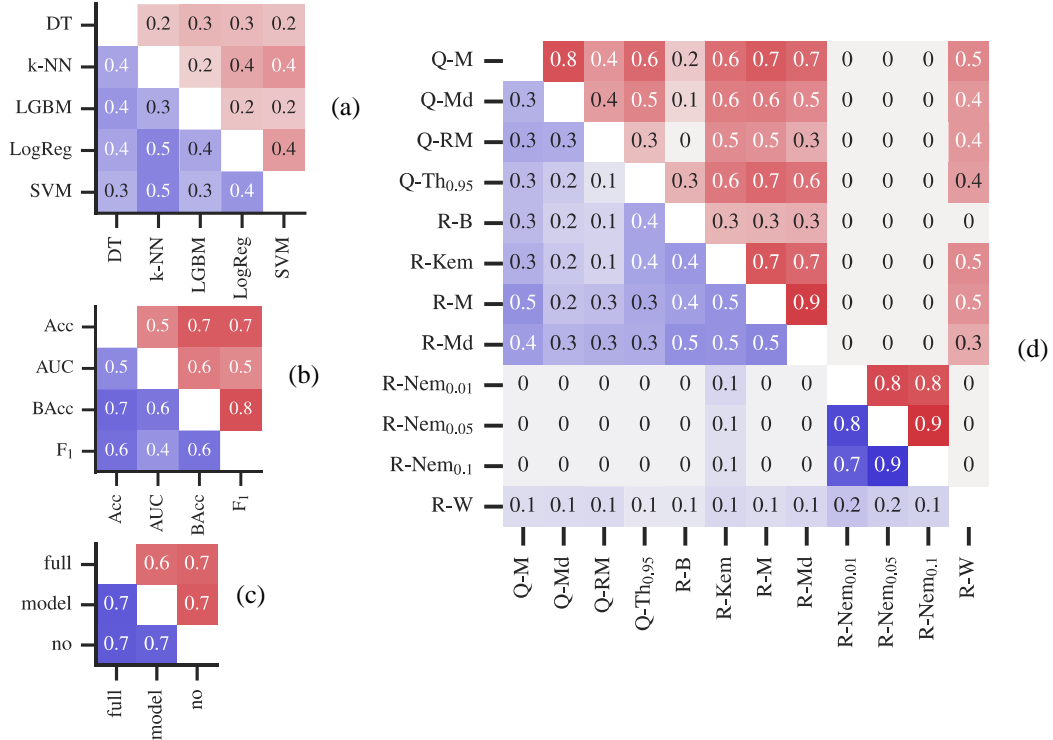 DT 0.2 0.3 0.3 0.2
k-NN 0.4 0.2 0.4 0.4
LGBM 0.4 0.3 0.2 0.2
LogReg 0.4 0.5 0.4 0.4
SVM 0.3 0.5 0.3 0.4
DT k-NN LGBM LogReg SVM
(a)
Acc 0.5 0.7 0.7
AUC 0.5 0.6 0.5
BAcc 0.7 0.6 0.8
F1 0.6 0.4 0.6
Acc AUC BAcc F1
(b)
full 0.6 0.7
model 0.7 0.7
no 0.7 0.7
full model no
(c)
Q-M 0.8 0.4 0.6 0.2 0.6 0.7 0.7 0 0 0 0.5
Q-Md 0.3 0.4 0.5 0.1 0.6 0.6 0.5 0 0 0 0.4
Q-RM 0.3 0.3 0.3 0 0.5 0.5 0.3 0 0 0 0.4
Q-Th0.95 0.3 0.2 0.1 0.3 0.6 0.7 0.6 0 0 0 0.4
R-B 0.3 0.2 0.1 0.4 0.3 0.3 0.3 0 0 0 0
R-Kem 0.3 0.2 0.1 0.4 0.4 0.7 0.7 0 0 0 0.5
R-M 0.5 0.2 0.3 0.3 0.4 0.5 0.9 0 0 0 0.5
R-Md 0.4 0.3 0.3 0.3 0.5 0.5 0.5 0 0 0 0.3
R-Nem0.01 0 0 0 0 0 0.1 0 0 0.8 0.8 0
R-Nem0.05 0 0 0 0 0 0.1 0 0 0.8 0.9 0
R-Nem0.1 0 0 0 0 0 0.1 0 0 0.7 0.9 0
R-W 0.1 0.1 0.1 0.1 0.1 0.1 0.1 0.1 0.2 0.2 0.1
Q-M Q-Md Q-RM Q-Th0.95 R-B R-Kem R-M R-Md R-Nem0.01 R-Nem0.05 R-Nem0.1 R-W
(d)